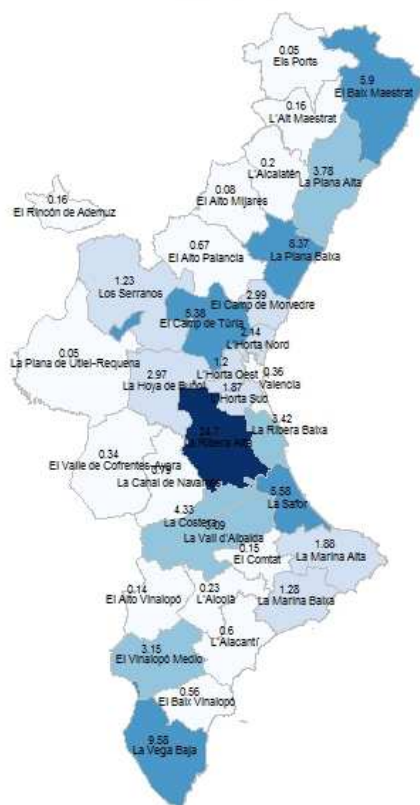 0.05
Els Ports
5.9
El Baix Maestrat
0.16
L'Alt Maestrat
0.2
L'Alcalatén
3.78
La Plana Alta
0.08
El Alto Mijares
0.16
El Rincón de Ademuz
0.67
El Alto Palancia
8.37
La Plana Baixa
1.23
Los Serranos
2.99
El Camp de Morvedre
El Camp de Túria
2.14
L'Horta Nord
0.05
La Plana de Utiel-Requena
2.97
La Hoya de Buñol
1.2
L'Horta Oest
0.36
Valencia
1.87
L'Horta Sud
3.42
La Ribera Baixa
La Ribera Alta
0.34
El Valle de Cofrentes-Ayora
La Canal de Navarrés
La Safor
4.33
La Costera
La Vall d'Albaida
0.15
El Comtat
1.88
La Marina Alta
0.14
El Alto Vinalopó
0.23
L'Alcoià
1.28
La Marina Baixa
0.6
L'Alacantí
3.15
El Vinalopó Medio
0.56
El Baix Vinalopó
9.58
La Vega Baja